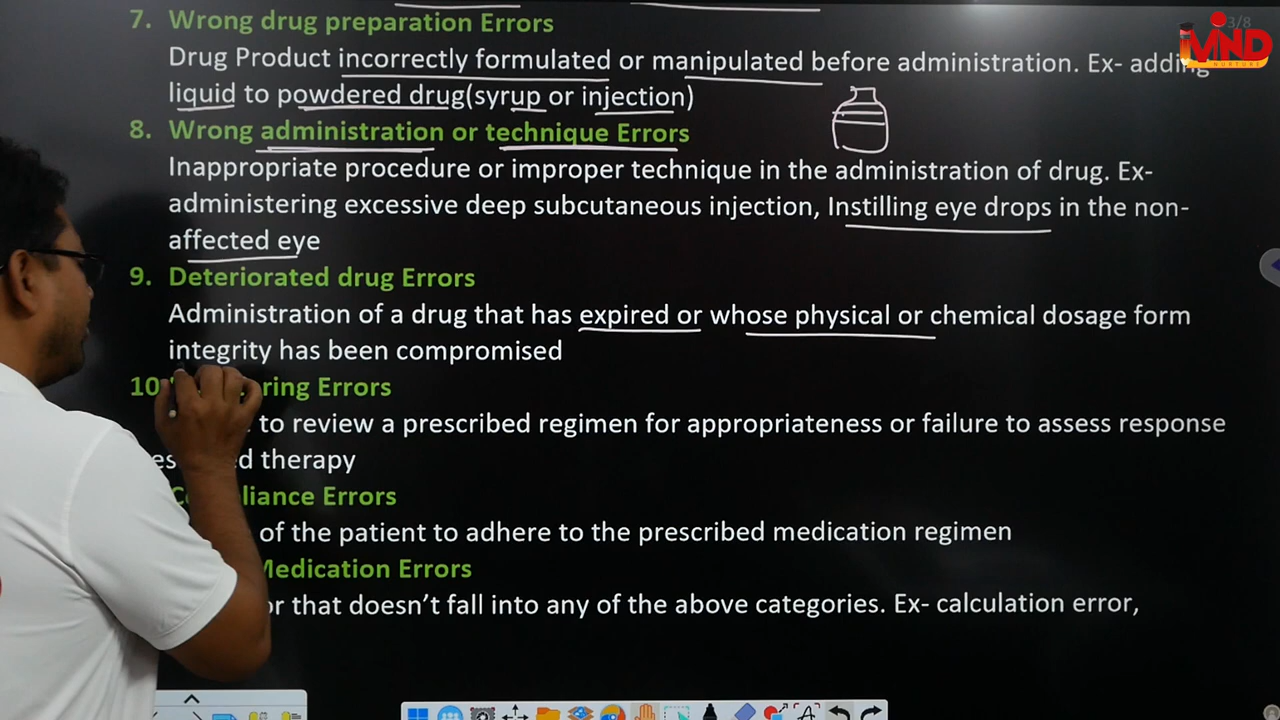 3/8
MIND
NURTURE
7. Wrong drug preparation Errors
Drug Product incorrectly formulated or manipulated before administration. Ex- adding
liquid to powdered drug(syrup or injection)
8. Wrong administration or technique Errors
Inappropriate procedure or improper technique in the administration of drug. Ex-
administering excessive deep subcutaneous injection, Instilling eye drops in the non-
affected eye
9. Deteriorated drug Errors
Administration of a drug that has expired or whose physical or chemical dosage form
integrity has been compromised
10 ring Errors
to review a prescribed regimen for appropriateness or failure to assess response
therapy
liance Errors
of the patient to adhere to the prescribed medication regimen
Medication Errors
that doesn't fall into any of the above categories. Ex- calculation error,